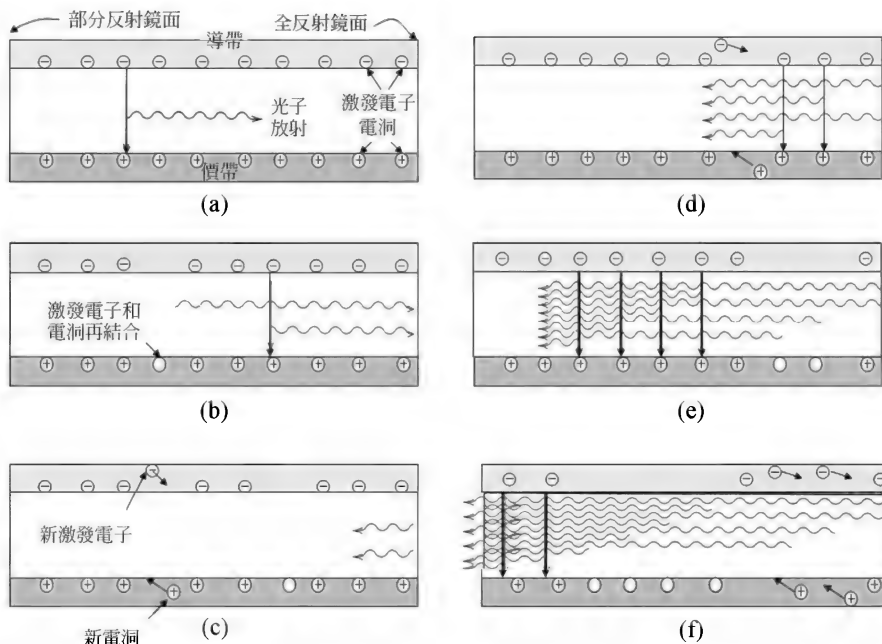 部分反射鏡面
全反射鏡面
導帶
光子
放射
激發電子
電洞
價帶
(a)
(d)
激發電子和
電洞再結合
(b)
(e)
新激發電子
新電洞
(c)
(f)